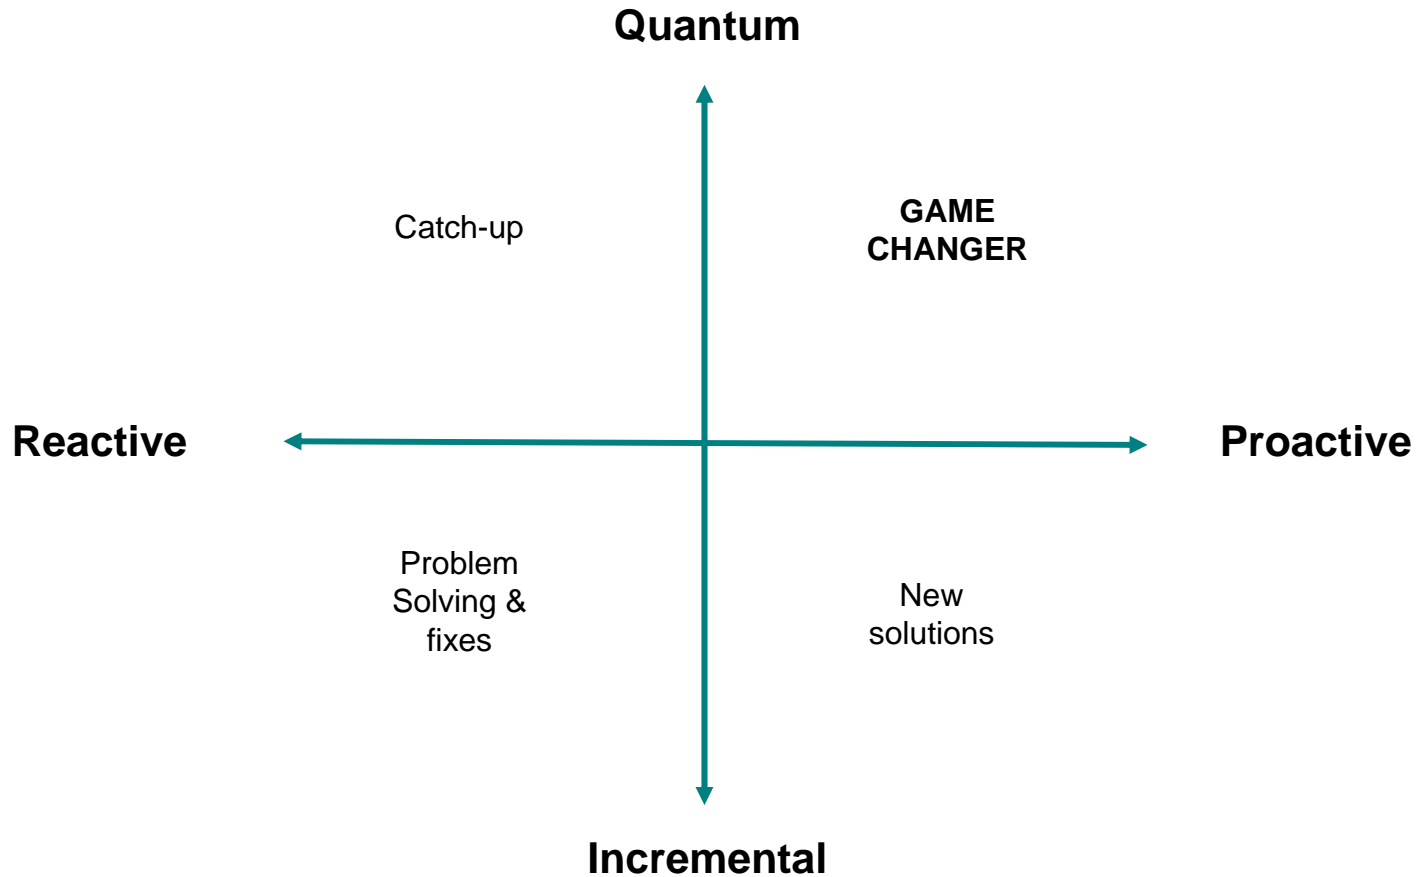 Quantum
Catch-up
GAME
CHANGER
Reactive
Proactive
Problem
Solving &
fixes
New
solutions
Incremental